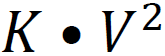 K • V²